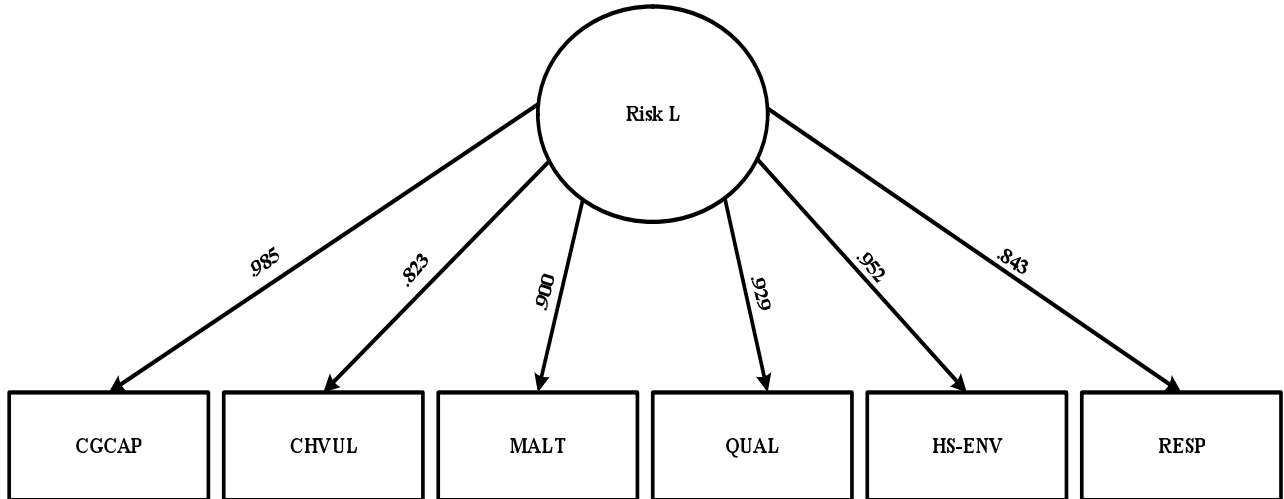 Risk L
.985
.823
.900
.929
.952
.843
CGCAP
CHVUL
MALT
QUAL
HS-ENV
RESP